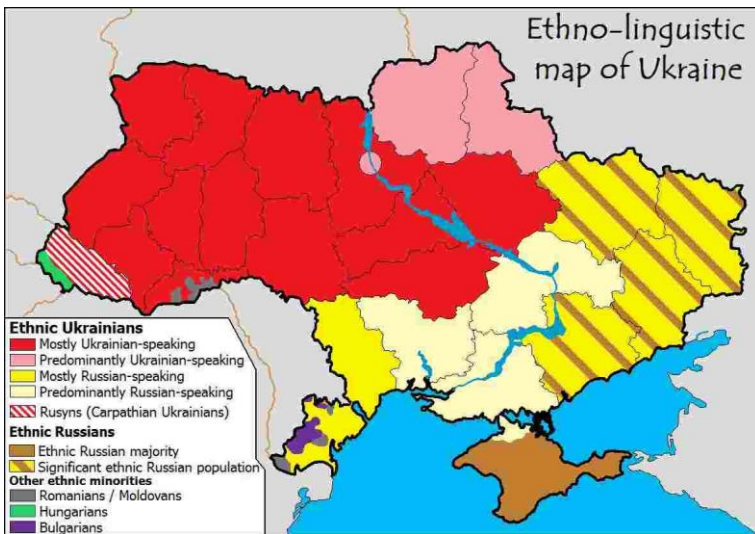 Ethno-linguistic
map of Ukraine
Ethnic Ukrainians
Mostly Ukrainian-speaking
Predominantly Ukrainian-speaking
Mostly Russian-speaking
Predominantly Russian-speaking
Rusyns (Carpathian Ukrainians)
Ethnic Russians
Ethnic Russian majority
Significant ethnic Russian population
Other ethnic minorities
Romanians / Moldovans
Hungarians
Bulgarians